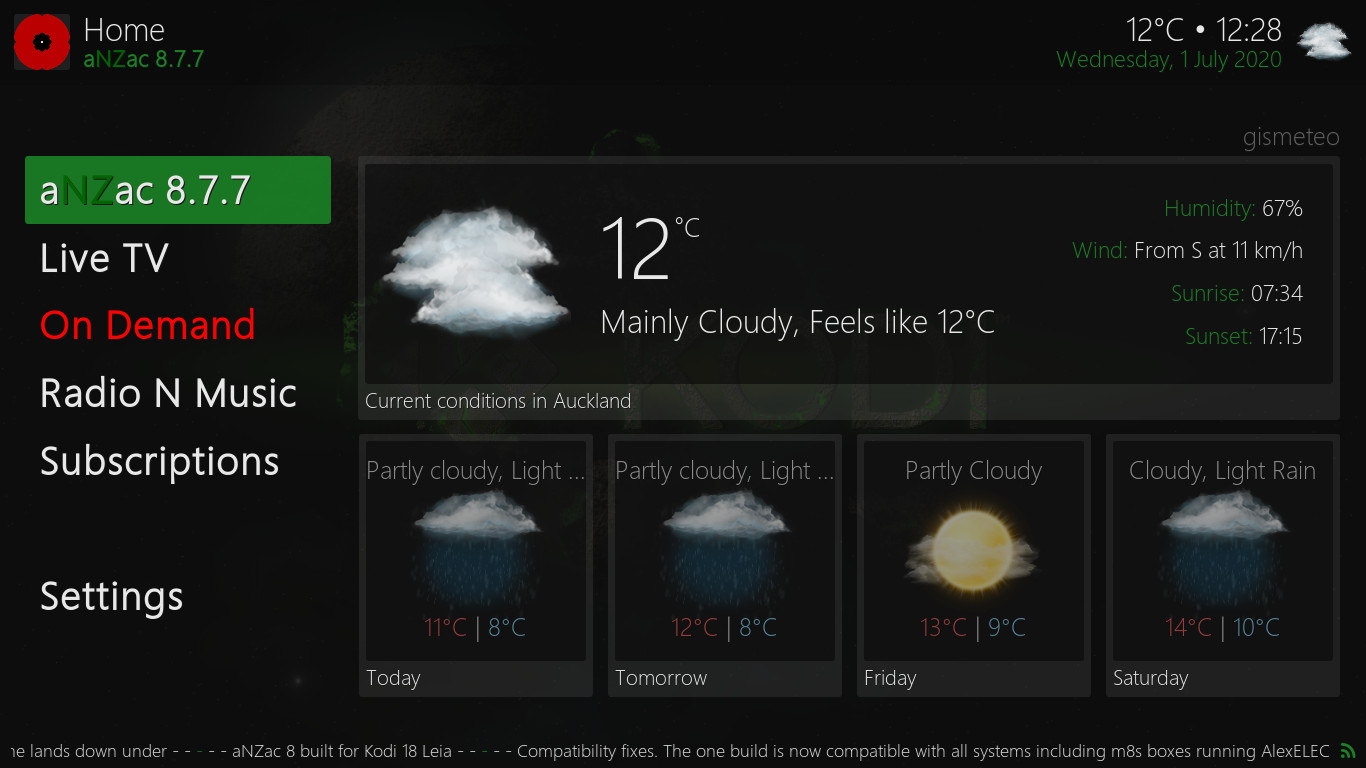 Home
aNZac 8.7.7
12°C • 12:28
Wednesday, 1 July 2020
gismeteo
aNZac 8.7.7
Live TV
On Demand
Radio N Music
Subscriptions
Settings
12°C
Mainly Cloudy, Feels like 12°C
Humidity: 67%
Wind: From S at 11 km/h
Sunrise: 07:34
Sunset: 17:15
KODI
Current conditions in Auckland
Partly cloudy, Light ...
11°C | 8°C
Today
Partly cloudy, Light ...
12°C | 8°C
Tomorrow
Partly Cloudy
13°C | 9°C
Friday
Cloudy, Light Rain
14°C | 10°C
Saturday
lands down under - - - - - aNZac 8 built for Kodi 18 Leia - - - - - Compatibility fixes. The one build is now compatible with all systems including m8s boxes running AlexELEC